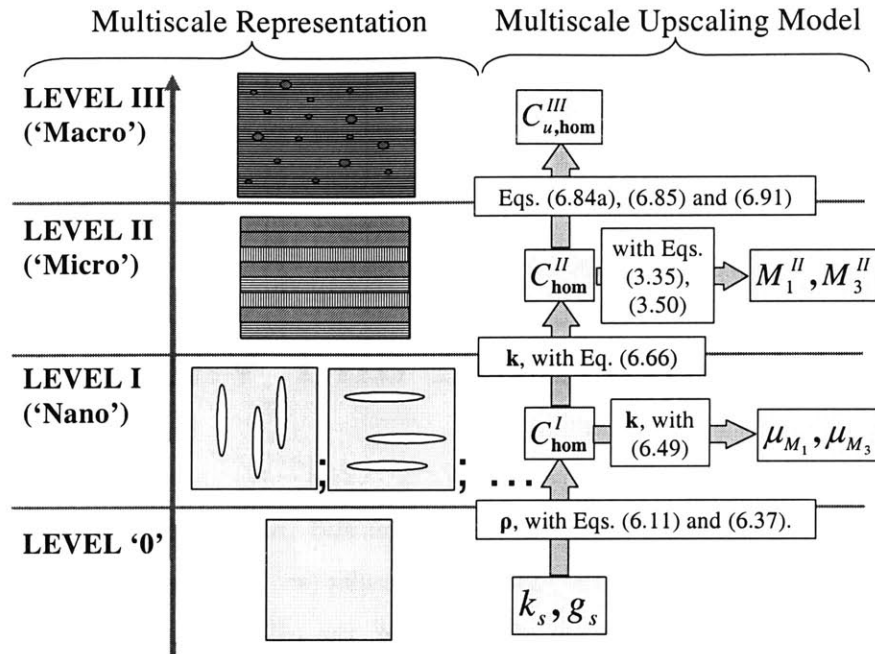 Multiscale Representation
Multiscale Upscaling Model
LEVEL III
('Macro')
C^{III}_{u,hom}
Eqs. (6.84a), (6.85) and (6.91)
LEVEL II
('Micro')
C^{II}_{hom}
with Eqs.
(3.35),
(3.50)
M_1^{II}, M_3^{II}
k, with Eq. (6.66)
LEVEL I
('Nano')
; ; ...
C^{I}_{hom}
k, with
(6.49)
μ_{M_1}, μ_{M_3}
ρ, with Eqs. (6.11) and (6.37).
LEVEL '0'
k_s, g_s